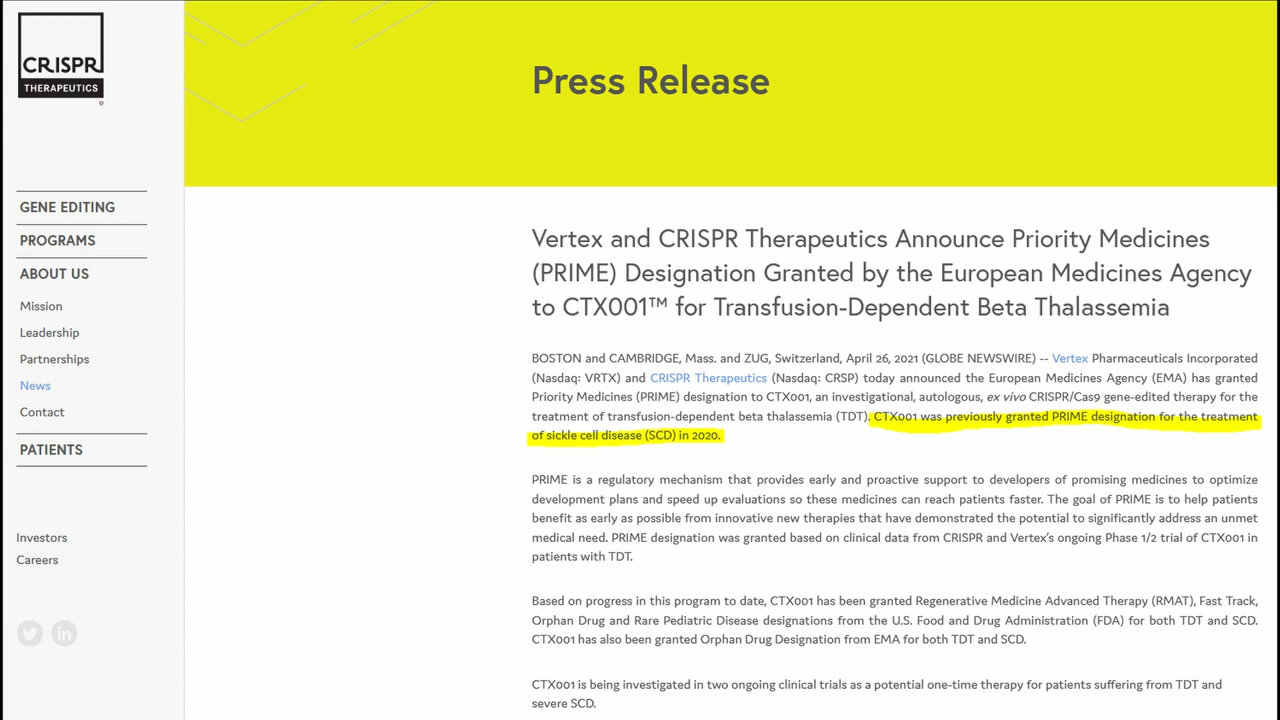 CRISPR
THERAPEUTICS
GENE EDITING
PROGRAMS
ABOUT US
Mission
Leadership
Partnerships
News
Contact
PATIENTS
Investors
Careers
Press Release
Vertex and CRISPR Therapeutics Announce Priority Medicines
(PRIME) Designation Granted by the European Medicines Agency
to CTX001™ for Transfusion-Dependent Beta Thalassemia
BOSTON and CAMBRIDGE, Mass. and ZUG, Switzerland, April 26, 2021 (GLOBE NEWSWIRE) -- Vertex Pharmaceuticals Incorporated
(Nasdaq: VRTX) and CRISPR Therapeutics (Nasdaq: CRSP) today announced the European Medicines Agency (EMA) has granted
Priority Medicines (PRIME) designation to CTX001, an investigational, autologous, ex vivo CRISPR/Cas9 gene-edited therapy for the
treatment of transfusion-dependent beta thalassemia (TDT). CTX001 was previously granted PRIME designation for the treatment
of sickle cell disease (SCD) in 2020.
PRIME is a regulatory mechanism that provides early and proactive support to developers of promising medicines to optimize
development plans and speed up evaluations so these medicines can reach patients faster. The goal of PRIME is to help patients
benefit as early as possible from innovative new therapies that have demonstrated the potential to significantly address an unmet
medical need. PRIME designation was granted based on clinical data from CRISPR and Vertex's ongoing Phase 1/2 trial of CTX001 in
patients with TDT.
Based on progress in this program to date, CTX001 has been granted Regenerative Medicine Advanced Therapy (RMAT), Fast Track,
Orphan Drug and Rare Pediatric Disease designations from the U.S. Food and Drug Administration (FDA) for both TDT and SCD.
CTX001 has also been granted Orphan Drug Designation from EMA for both TDT and SCD.
CTX001 is being investigated in two ongoing clinical trials as a potential one-time therapy for patients suffering from TDT and
severe SCD.